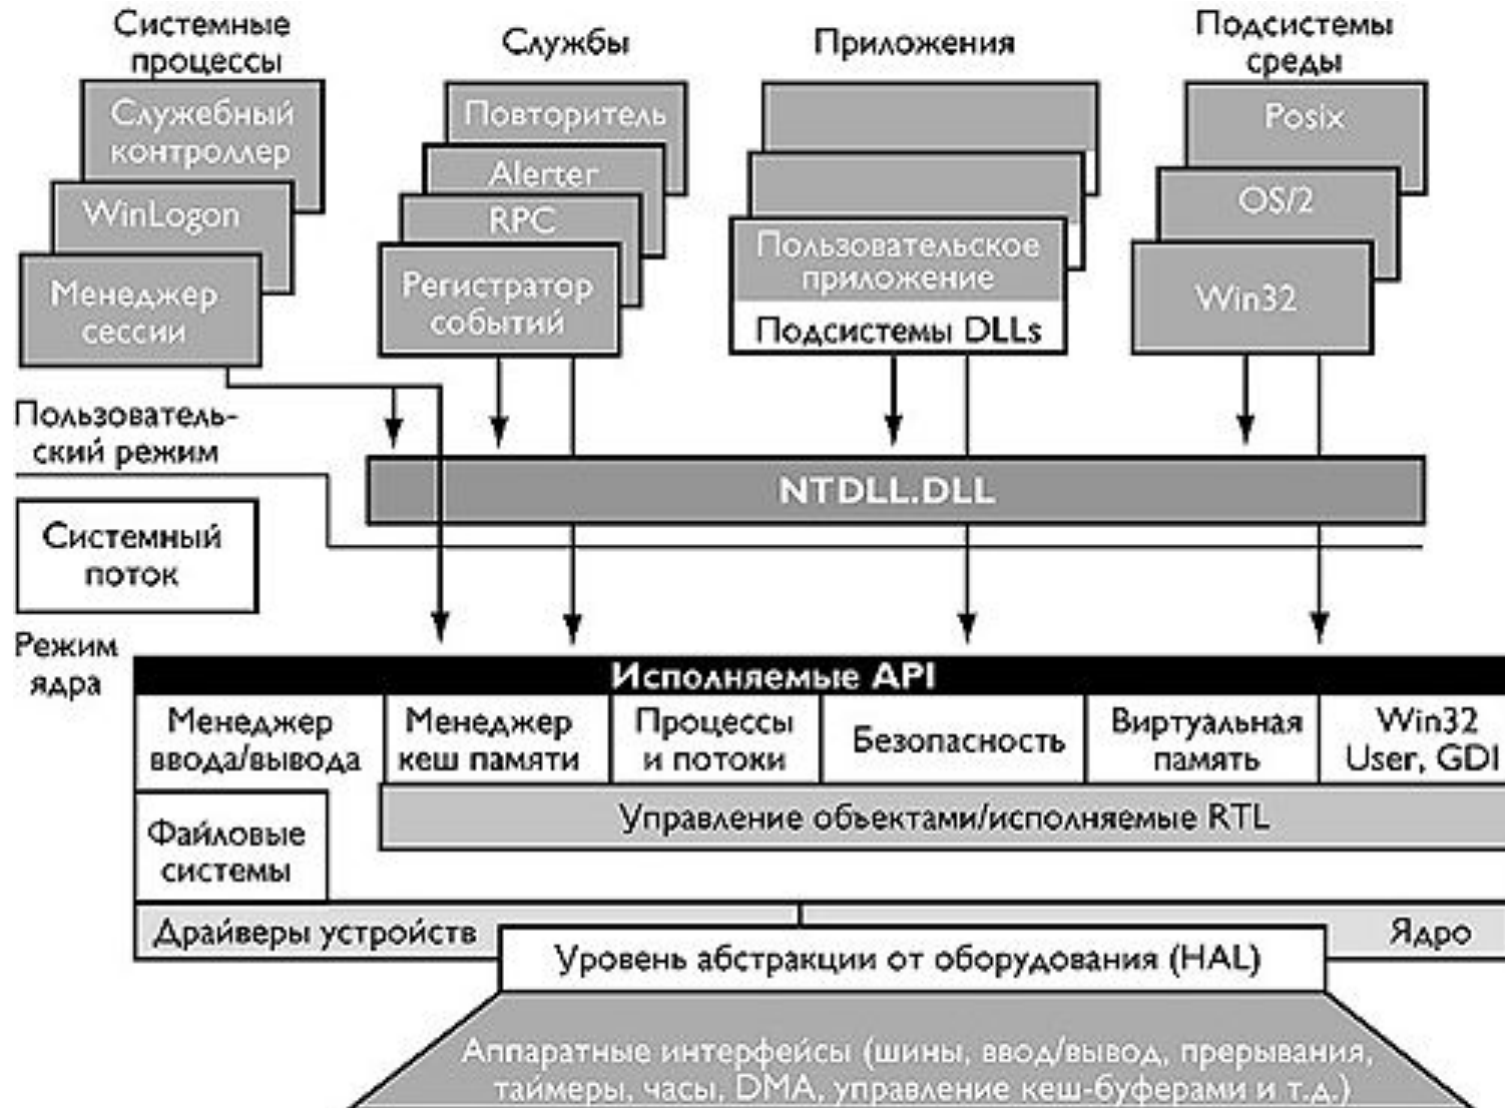 Системные
процессы
Службы
Приложения
Подсистемы
среды
Служебный
контроллер
WinLogon
Менеджер
сессии
Повторитель
Alerter
RPC
Регистратор
событий
Пользовательское
приложение
Подсистемы DLLs
Posix
OS/2
Win32
Пользователь-
ский режим
NTDLL.DLL
Системный
поток
Режим
ядра
Исполняемые API
Менеджер
ввода/вывода
Менеджер
кеш памяти
Процессы
и потоки
Безопасность
Виртуальная
память
Win32
User, GDI
Управление объектами/исполняемые RTL
Файловые
системы
Драйверы устройств
Ядро
Уровень абстракции от оборудования (HAL)
Аппаратные интерфейсы (шины, ввод/вывод, прерывания,
таймеры, часы, DMA, управление кеш-буферами и т.д.)